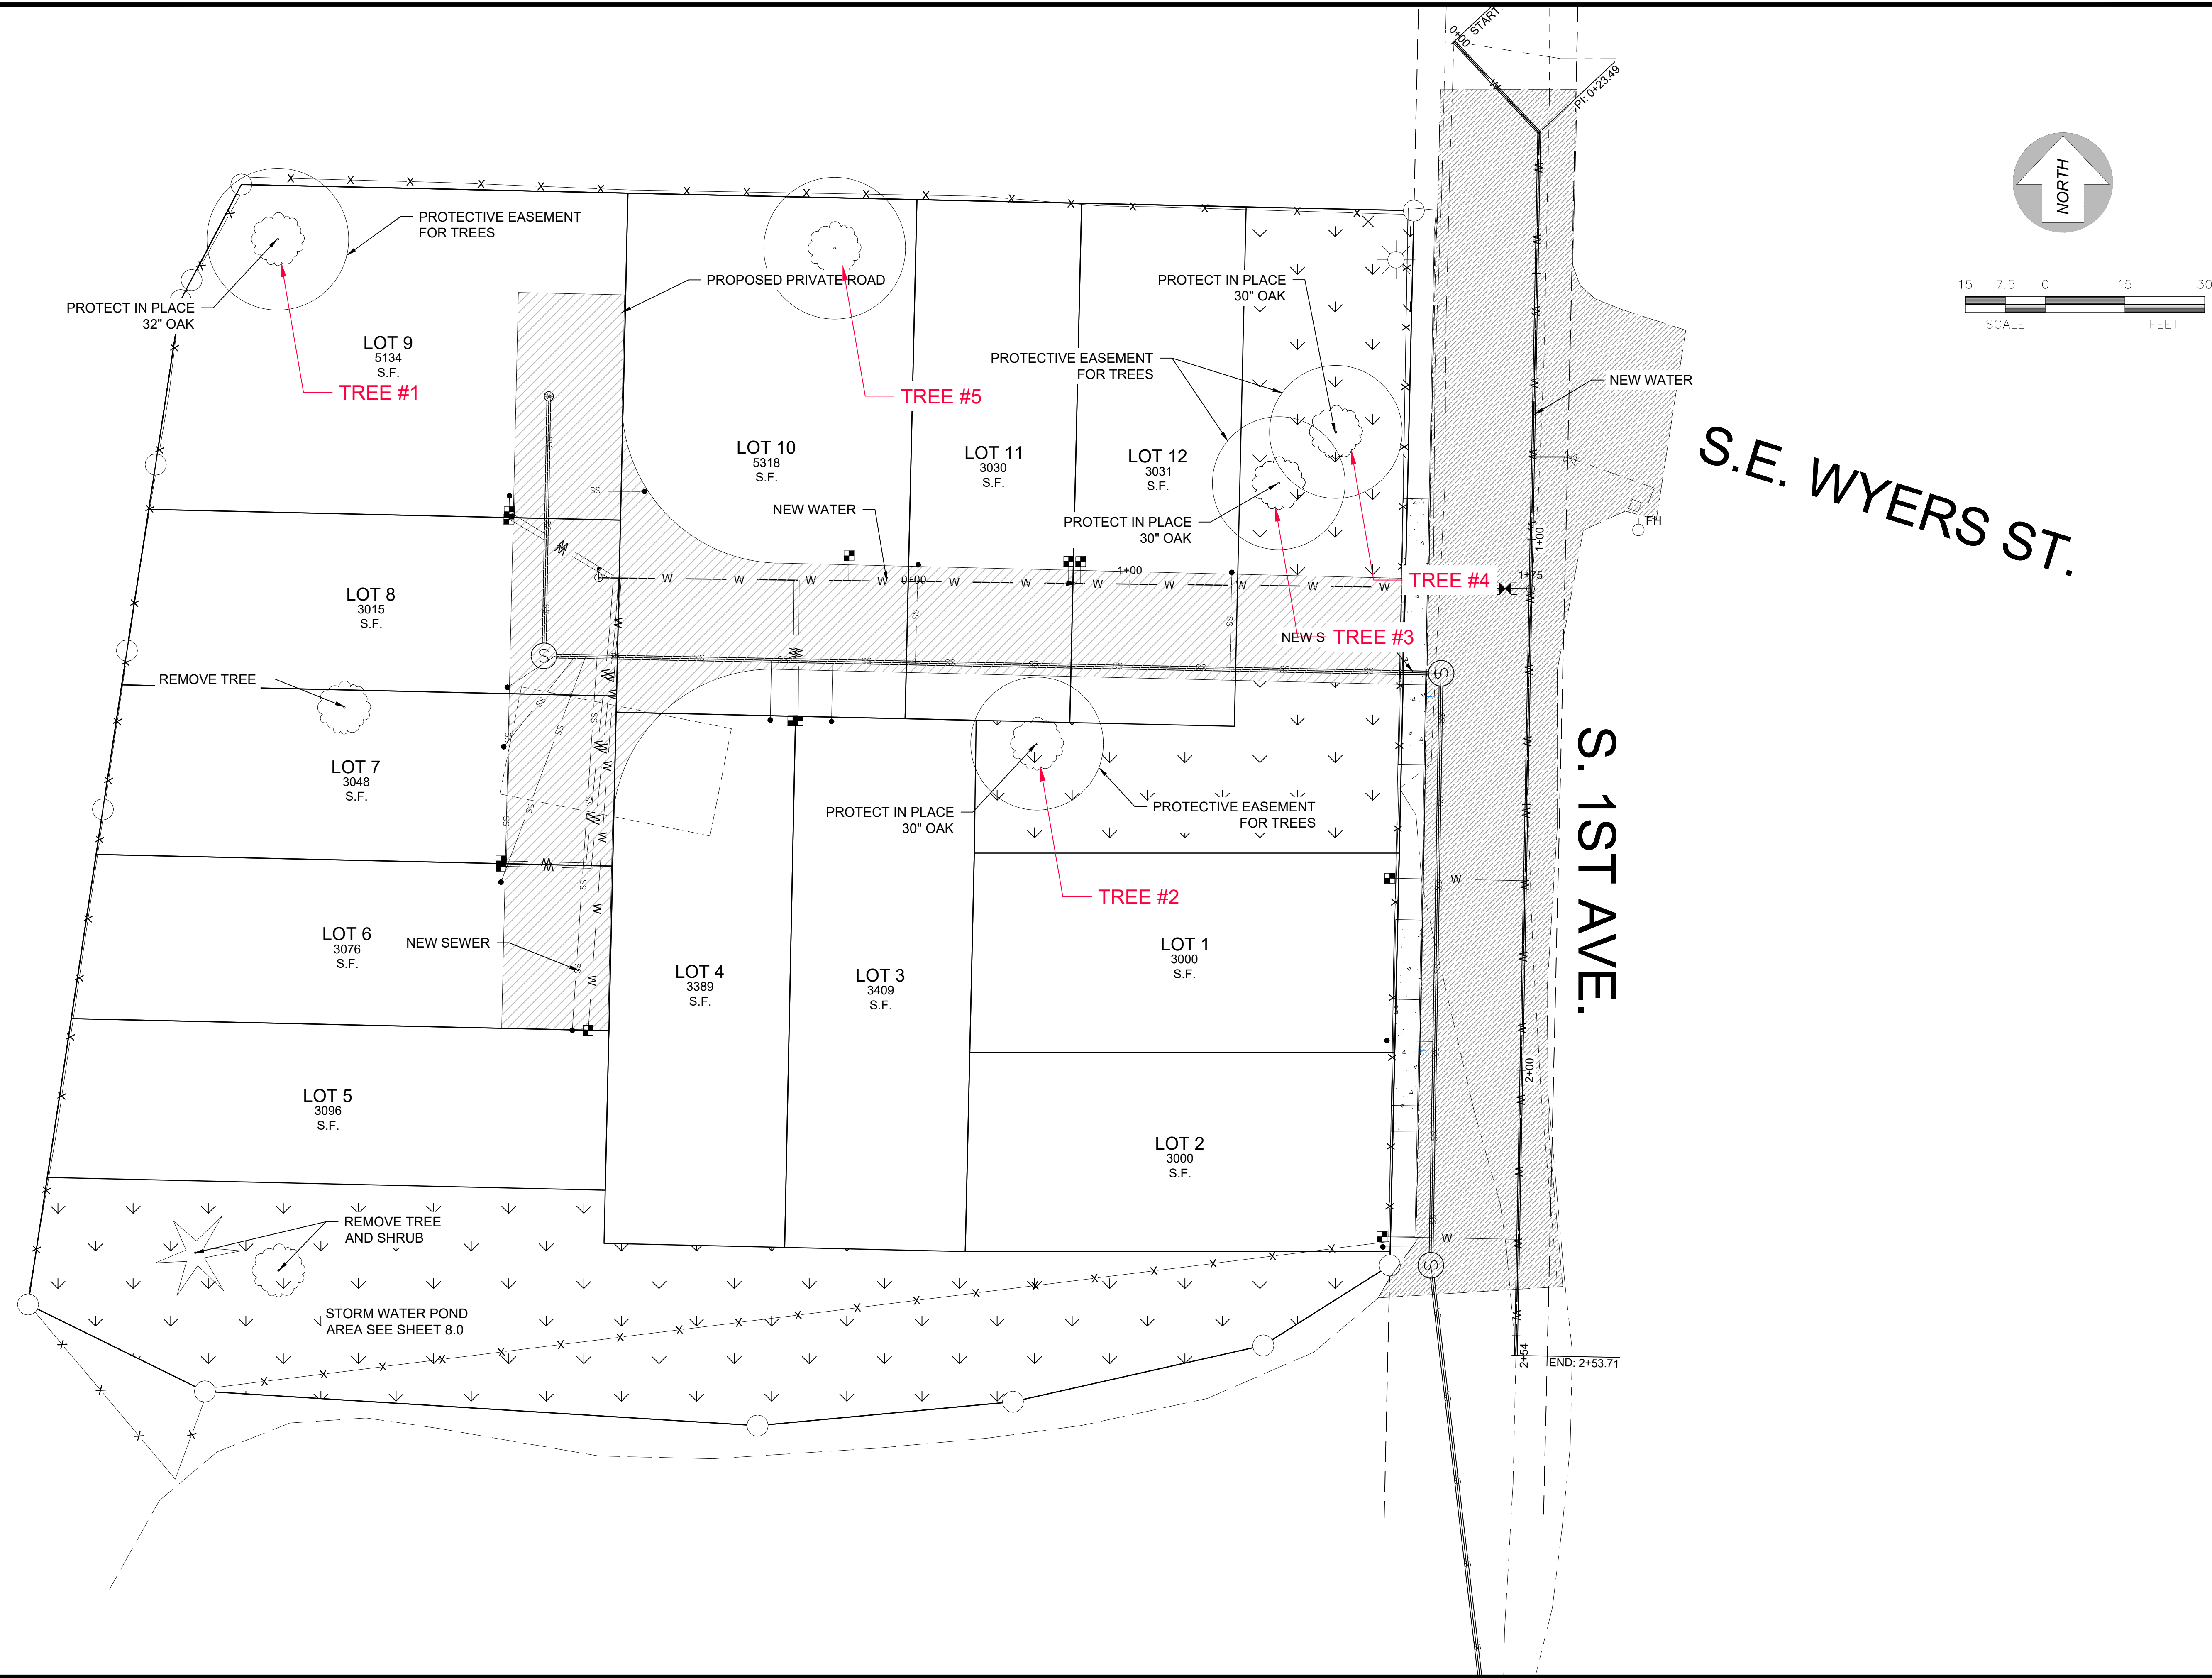 0+00
START:
PI: 0+23.49
NORTH
15 7.5 0 15 30
SCALE FEET
PROTECTIVE EASEMENT
FOR TREES
PROTECT IN PLACE
32" OAK
LOT 9
5134
S.F.
TREE #1
PROPOSED PRIVATE ROAD
TREE #5
PROTECT IN PLACE
30" OAK
PROTECTIVE EASEMENT
FOR TREES
NEW WATER
S.E. WYERS ST.
LOT 10
5318
S.F.
LOT 11
3030
S.F.
LOT 12
3031
S.F.
NEW WATER
PROTECT IN PLACE
30" OAK
FH
1+00
0+00
1+00
1+75
TREE #4
NEW S
TREE #3
LOT 8
3015
S.F.
REMOVE TREE
LOT 7
3048
S.F.
PROTECT IN PLACE
30" OAK
PROTECTIVE EASEMENT
FOR TREES
TREE #2
S. 1ST AVE.
LOT 6
3076
S.F.
NEW SEWER
LOT 4
3389
S.F.
LOT 3
3409
S.F.
LOT 1
3000
S.F.
2+00
LOT 5
3096
S.F.
LOT 2
3000
S.F.
REMOVE TREE
AND SHRUB
STORM WATER POND
AREA SEE SHEET 8.0
2+54
END: 2+53.71